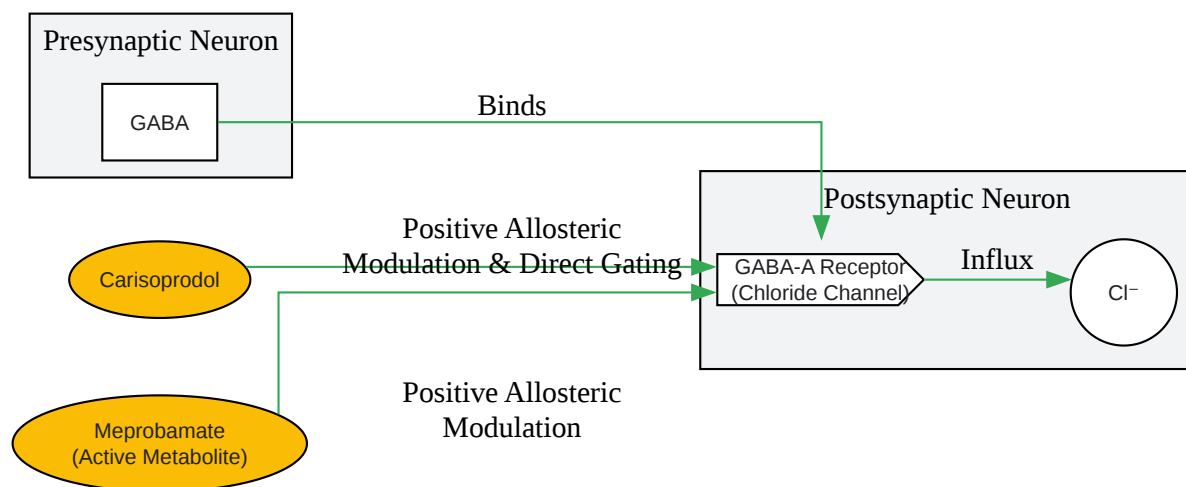 Presynaptic Neuron
GABA
Binds
Postsynaptic Neuron
Positive Allosteric
Modulation & Direct Gating
Carisoprodol
GABA-A Receptor
(Chloride Channel)
Influx
Cl⁻
Positive Allosteric
Modulation
Meprobamate
(Active Metabolite)